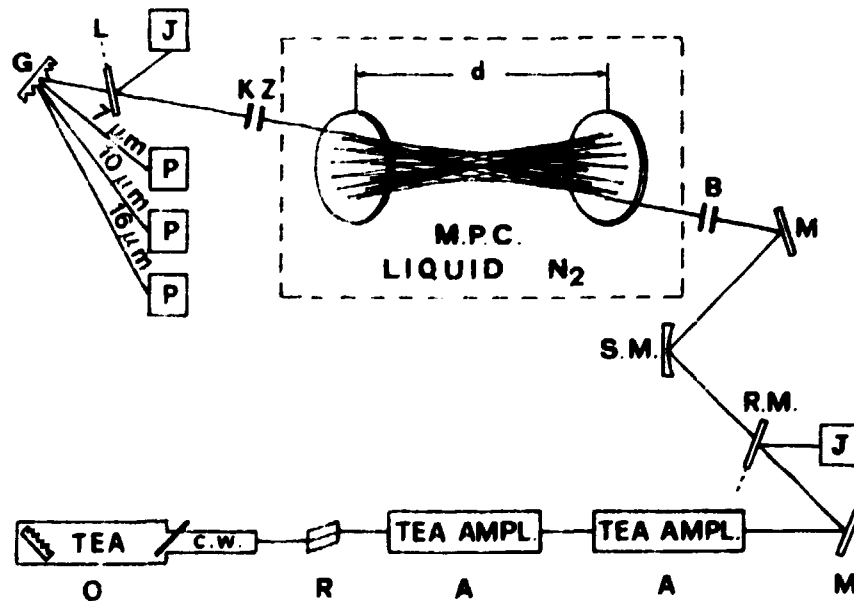 L
J
G
K Z
d
7 μm
P
10 μm
P
16 μm
P
M.P.C.
LIQUID N2
B
M
S.M.
R.M.
J
TEA
C.W.
TEA AMPL.
TEA AMPL.
O
R
A
A
M